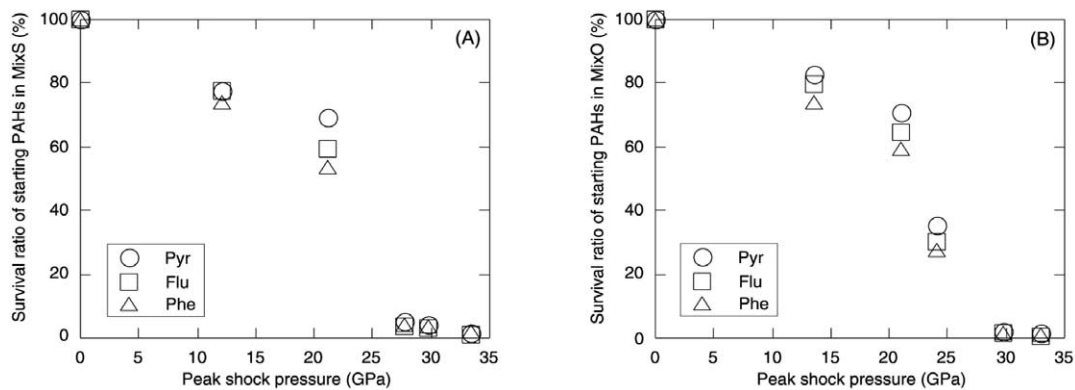 Survival ratio of starting PAHs in MixS (%)
100
80
60
40
20
0
(A)
Pyr
Flu
Phe
0 5 10 15 20 25 30 35
Peak shock pressure (GPa)
Survival ratio of starting PAHs in MixO (%)
100
80
60
40
20
0
(B)
Pyr
Flu
Phe
0 5 10 15 20 25 30 35
Peak shock pressure (GPa)